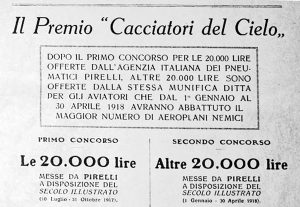 Il Premio "Cacciatori del Cielo„
DOPO IL PRIMO CONCORSO PER LE 20.000 LIRE
OFFERTE DALL'AGENZIA ITALIANA DEI PNEU-
MATICI PIRELLI, ALTRE 20.000 LIRE SONO
OFFERTE DALLA STESSA MUNIFICA DITTA
PER GLI AVIATORI CHE DAL 1º GENNAIO AL
30 APRILE 1918 AVRANNO ABBATTUTO IL
MAGGIOR NUMERO DI AEROPLANI NEMICI
PRIMO CONCORSO
Le 20.000 lire
MESSE DA PIRELLI
A DISPOSIZIONE DEL
SECOLO ILLUSTRATO
(10 Luglio - 31 Ottobre 1917).
SECONDO CONCORSO
Altre 20.000 lire
MESSE DA PIRELLI
A DISPOSIZIONE DEL
SECOLO ILLUSTRATO
(1 Gennaio - 30 Aprile 1918).